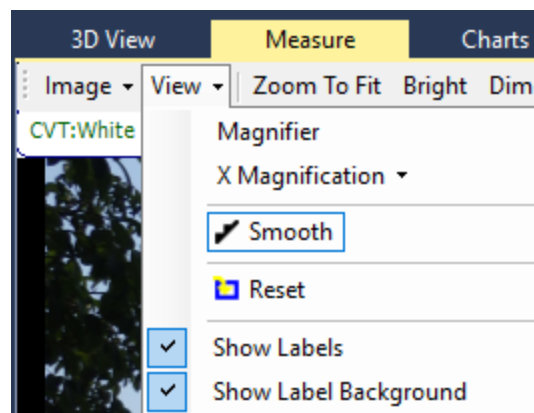 3D View Measure Charts
Image View Zoom To Fit Bright Dim
CVT:White
Magnifier
X Magnification
Smooth
Reset
Show Labels
Show Label Background